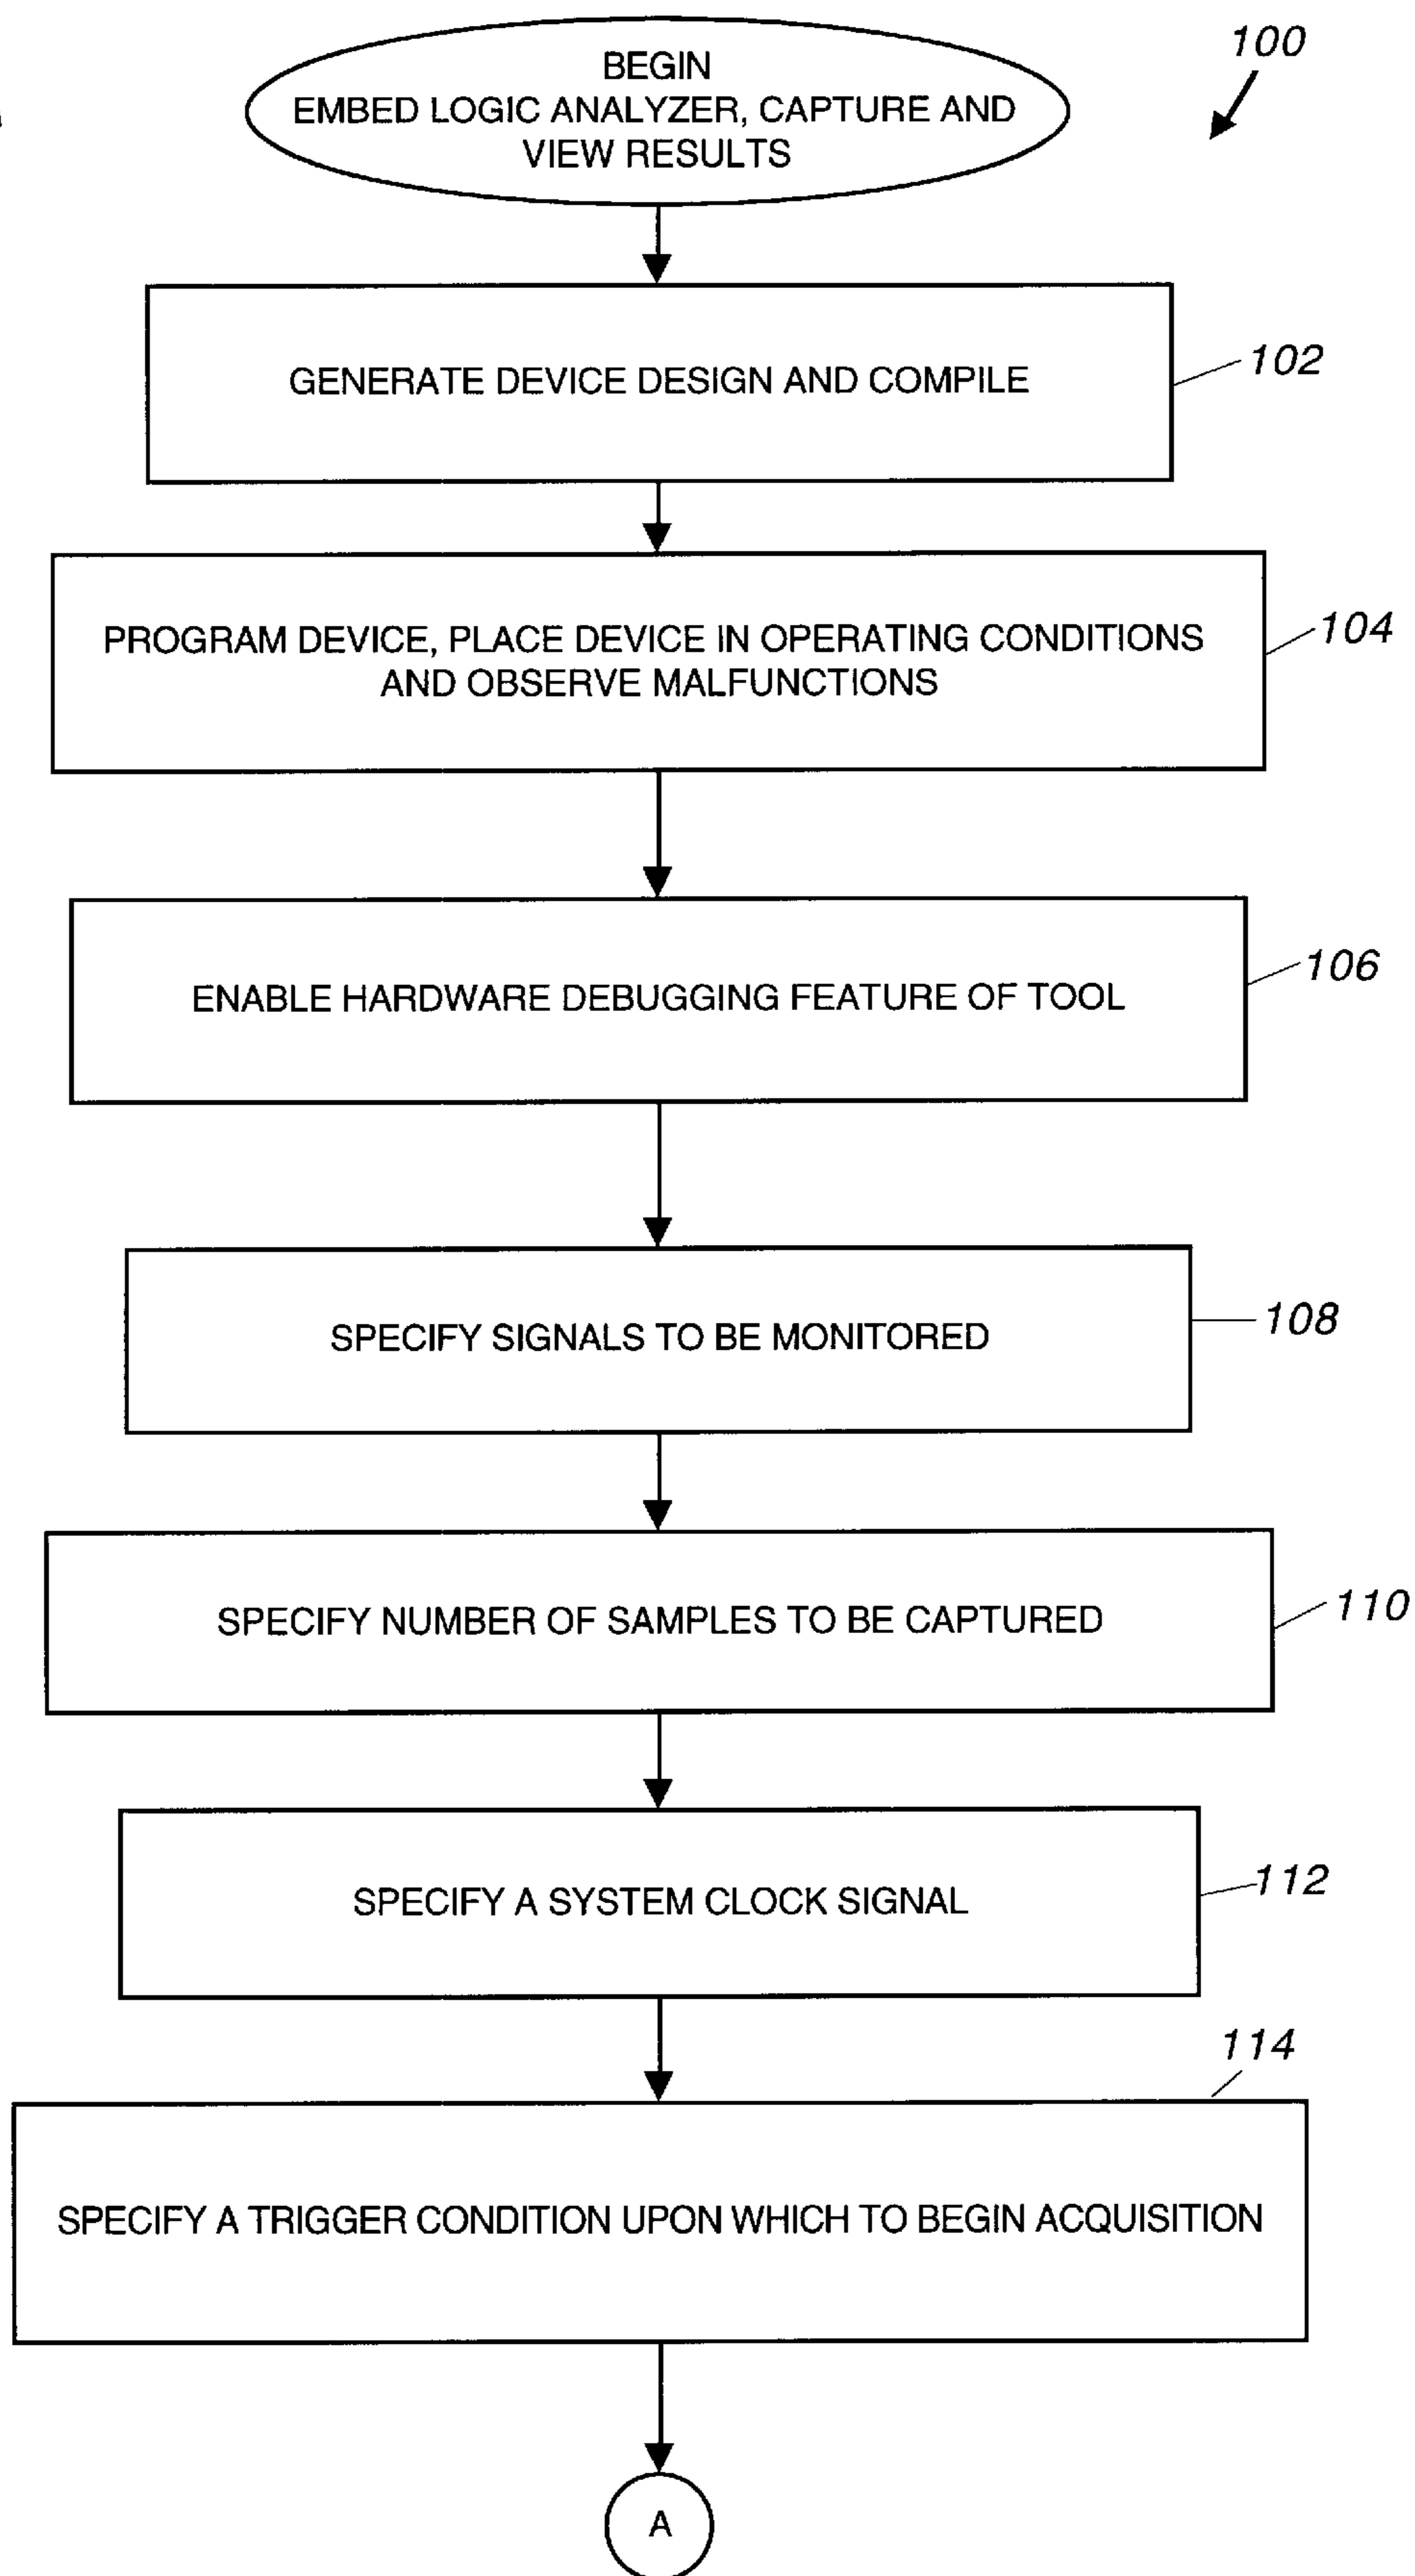 100
BEGIN
EMBED LOGIC ANALYZER, CAPTURE AND
VIEW RESULTS
GENERATE DEVICE DESIGN AND COMPILE
102
PROGRAM DEVICE, PLACE DEVICE IN OPERATING CONDITIONS
AND OBSERVE MALFUNCTIONS
104
ENABLE HARDWARE DEBUGGING FEATURE OF TOOL
106
SPECIFY SIGNALS TO BE MONITORED
108
SPECIFY NUMBER OF SAMPLES TO BE CAPTURED
110
SPECIFY A SYSTEM CLOCK SIGNAL
112
114
SPECIFY A TRIGGER CONDITION UPON WHICH TO BEGIN ACQUISITION
A